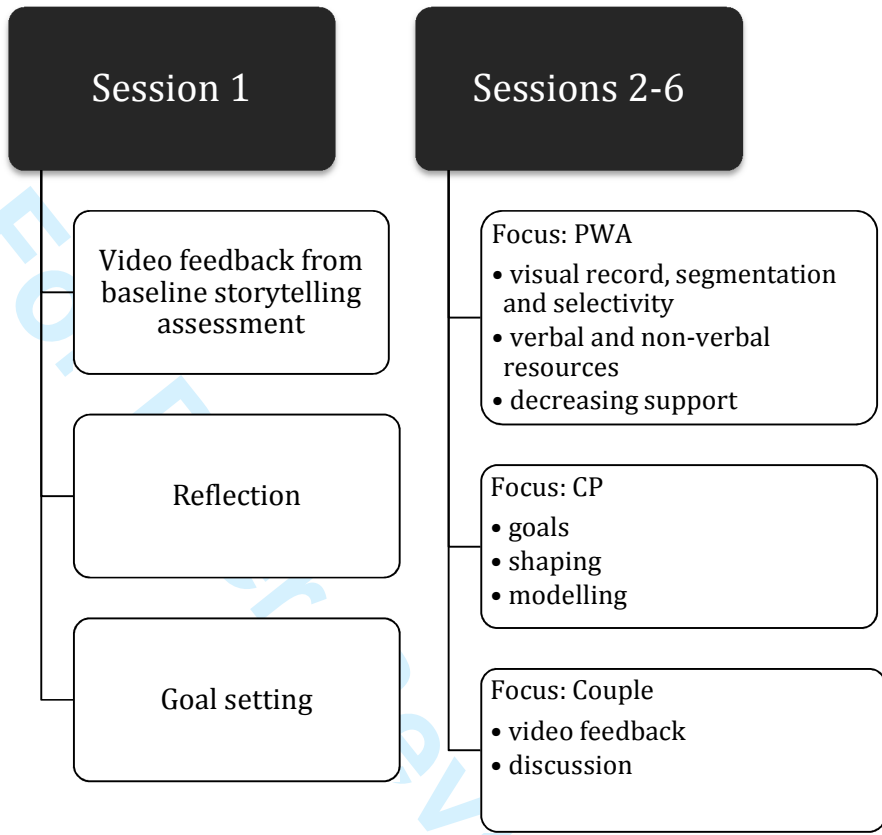 Session 1
Video feedback from
baseline storytelling
assessment
Reflection
Goal setting
Sessions 2-6
Focus: PWA
• visual record, segmentation
and selectivity
• verbal and non-verbal
resources
• decreasing support
Focus: CP
• goals
• shaping
• modelling
Focus: Couple
• video feedback
• discussion